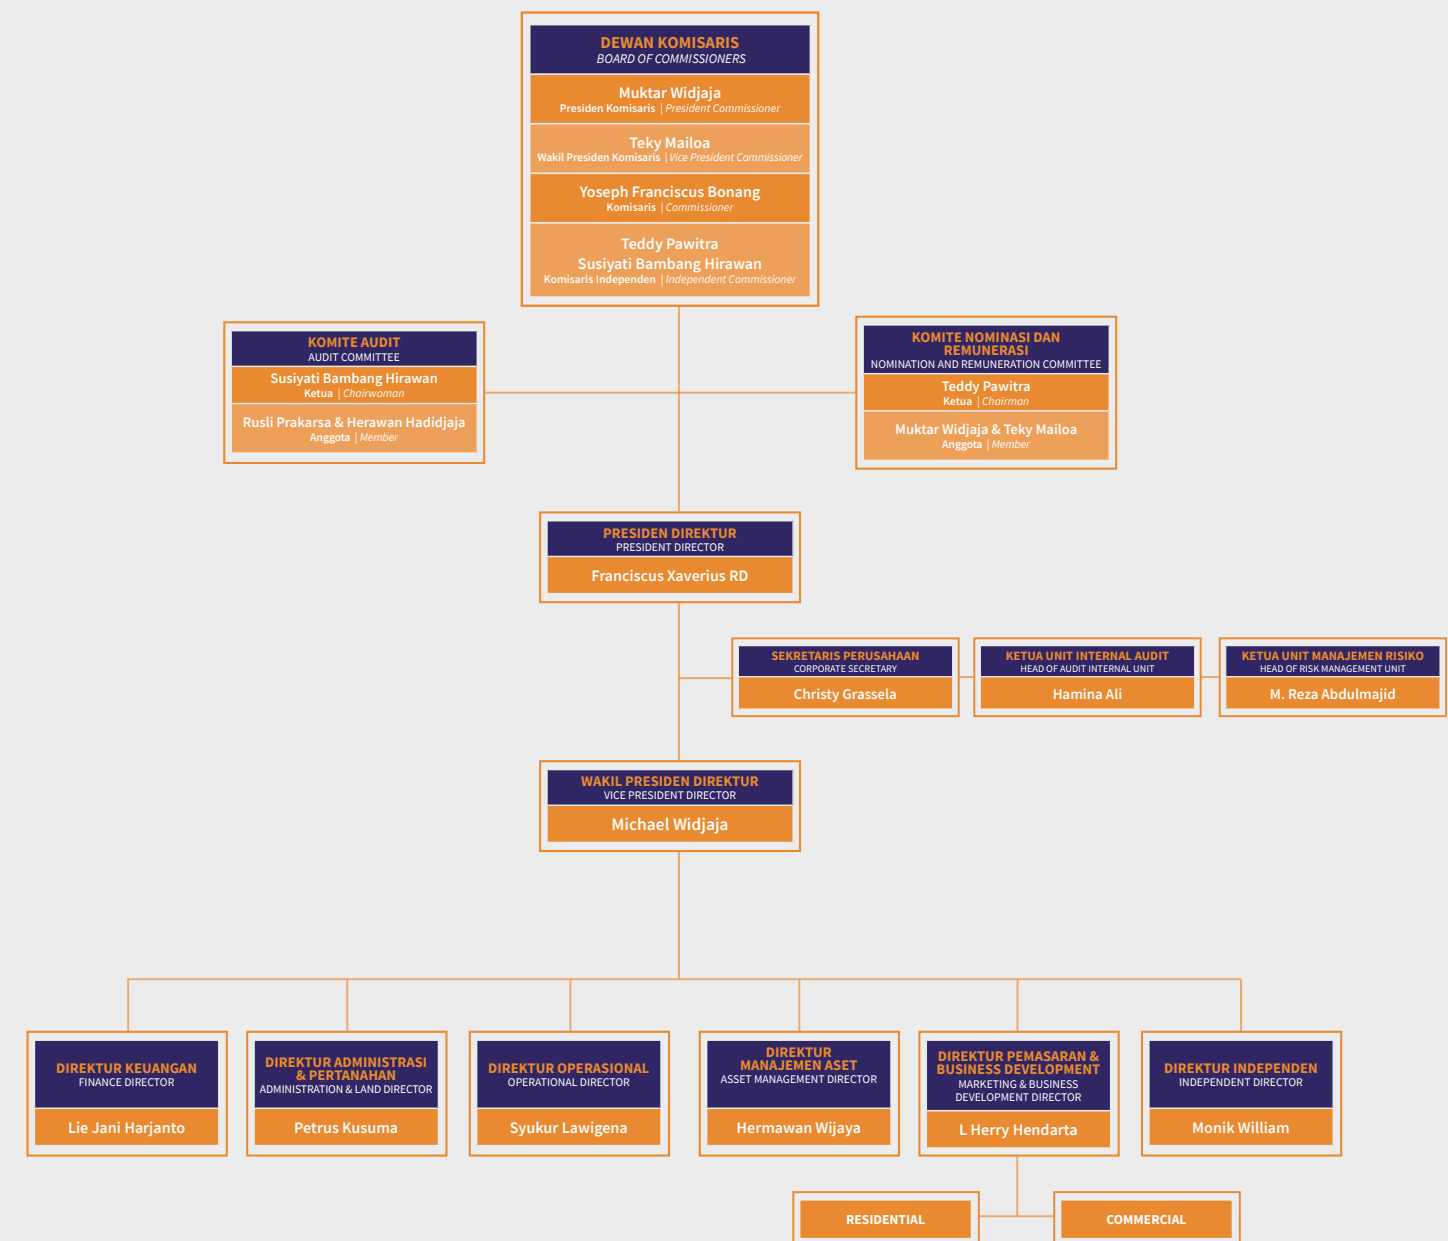 DEWAN KOMISARIS
BOARD OF COMMISSIONERS
Muktar Widjaja
Presiden Komisaris | President Commissioner
Teky Mailoa
Wakil Presiden Komisaris | Vice President Commissioner
Yoseph Franciscus Bonang
Komisaris | Commissioner
Teddy Pawitra
Susiyati Bambang Hirawan
Komisaris Independen | Independent Commissioner
KOMITE AUDIT
AUDIT COMMITTEE
Susiyati Bambang Hirawan
Ketua | Chairwoman
Rusli Prakarsa & Herawan Hadidjaja
Anggota | Member
KOMITE NOMINASI DAN
REMUNERASI
NOMINATION AND REMUNERATION COMMITTEE
Teddy Pawitra
Ketua | Chairman
Muktar Widjaja & Teky Mailoa
Anggota | Member
PRESIDEN DIREKTUR
PRESIDENT DIRECTOR
Franciscus Xaverius RD
SEKRETARIS PERUSAHAAN
CORPORATE SECRETARY
Christy Grassela
KETUA UNIT INTERNAL AUDIT
HEAD OF AUDIT INTERNAL UNIT
Hamina Ali
KETUA UNIT MANAJEMEN RISIKO
HEAD OF RISK MANAGEMENT UNIT
M. Reza Abdulmajid
WAKIL PRESIDEN DIREKTUR
VICE PRESIDENT DIRECTOR
Michael Widjaja
DIREKTUR KEUANGAN
FINANCE DIRECTOR
Lie Jani Harjanto
DIREKTUR ADMINISTRASI
& PERTANAHAN
ADMINISTRATION & LAND DIRECTOR
Petrus Kusuma
DIREKTUR OPERASIONAL
OPERATIONAL DIRECTOR
Syukur Lawigena
DIREKTUR
MANAJEMEN ASET
ASSET MANAGEMENT DIRECTOR
Hermawan Wijaya
DIREKTUR PEMASARAN &
BUSINESS DEVELOPMENT
MARKETING & BUSINESS
DEVELOPMENT DIRECTOR
L Herry Hendarta
DIREKTUR INDEPENDEN
INDEPENDENT DIRECTOR
Monik William
RESIDENTIAL
COMMERCIAL